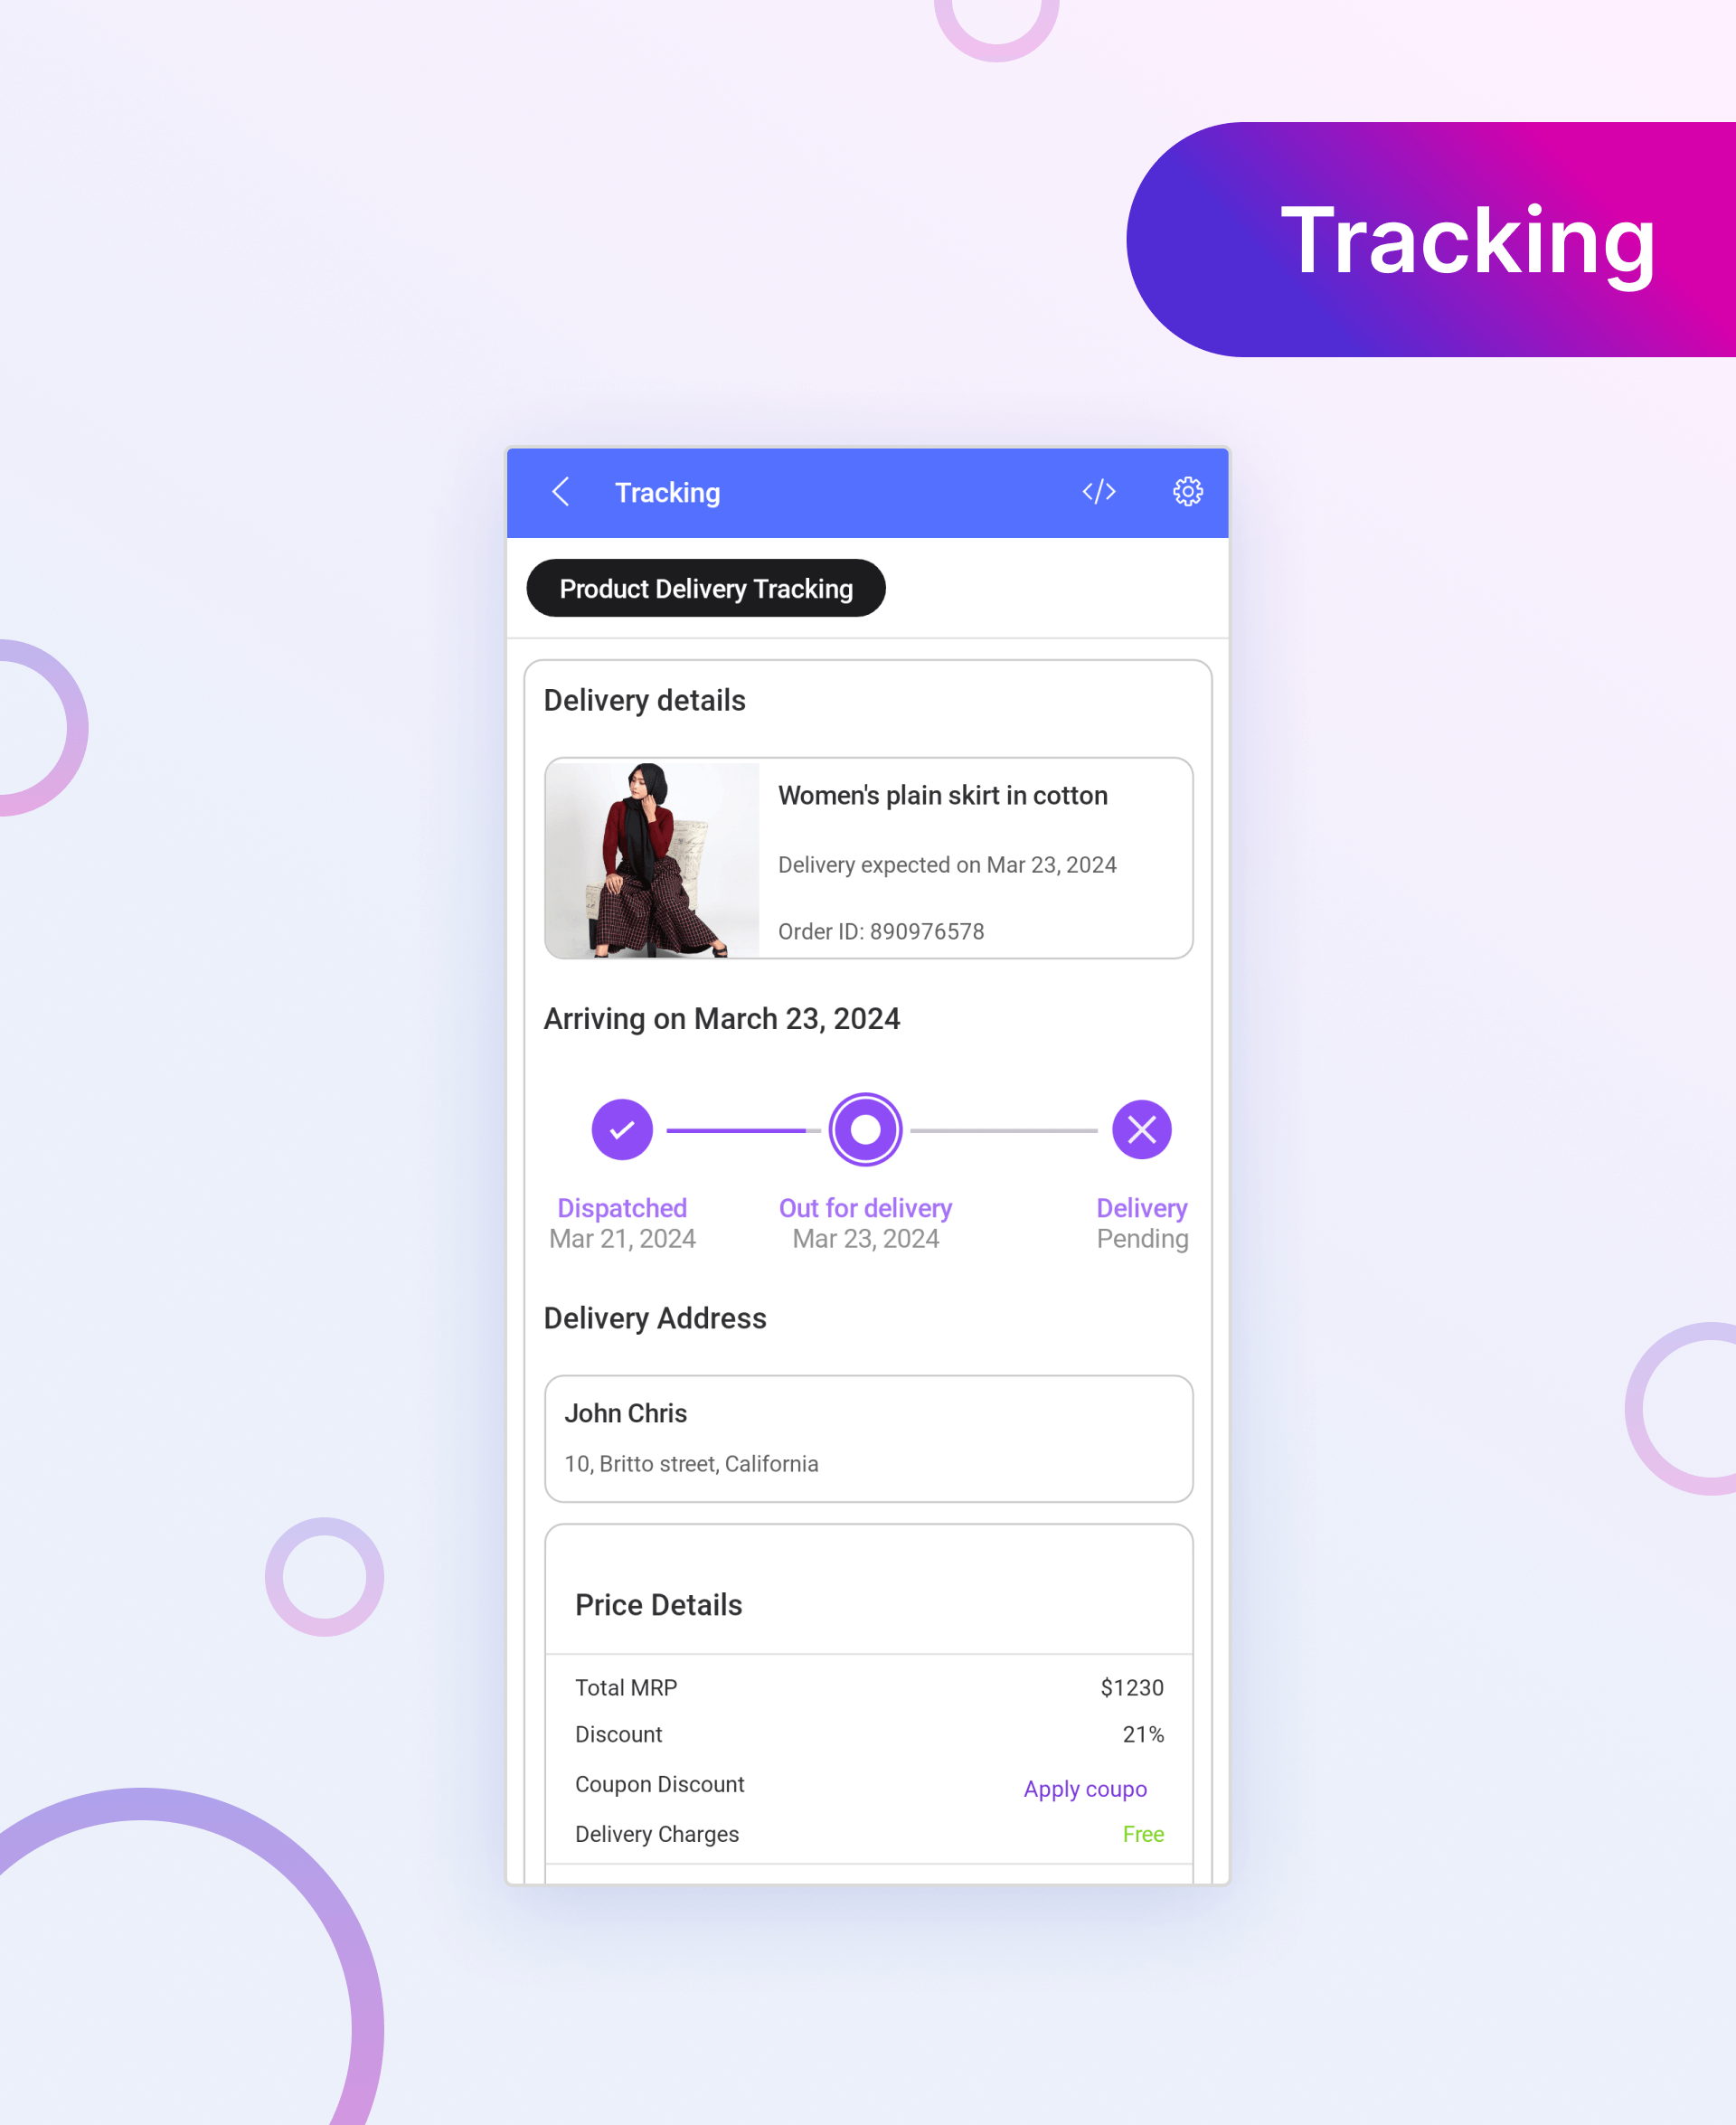 Tracking
Tracking
</>
Product Delivery Tracking
Delivery details
Women's plain skirt in cotton
Delivery expected on Mar 23, 2024
Order ID: 890976578
Arriving on March 23, 2024
Dispatched
Mar 21, 2024
Out for delivery
Mar 23, 2024
Delivery
Pending
Delivery Address
John Chris
10, Britto street, California
Price Details
Total MRP $1230
Discount 21%
Coupon Discount Apply coupo
Delivery Charges Free